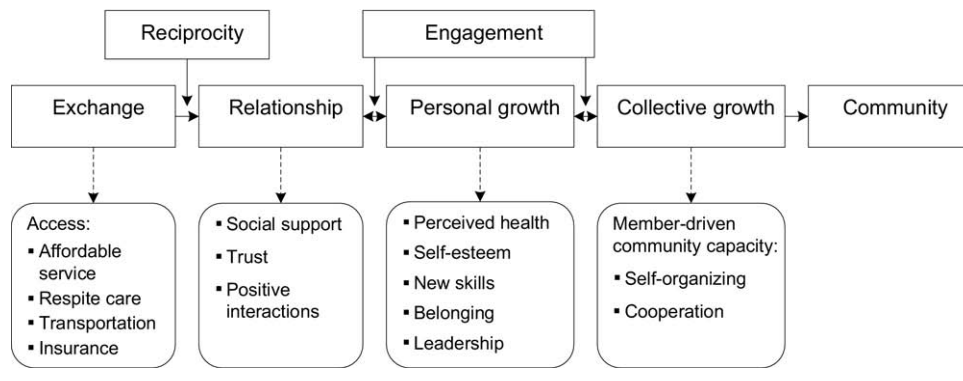 Reciprocity
Engagement
Exchange
Relationship
Personal growth
Collective growth
Community
Access:
▪ Affordable
service
▪ Respite care
▪ Transportation
▪ Insurance
▪ Social support
▪ Trust
▪ Positive
interactions
▪ Perceived health
▪ Self-esteem
▪ New skills
▪ Belonging
▪ Leadership
Member-driven
community capacity:
▪ Self-organizing
▪ Cooperation